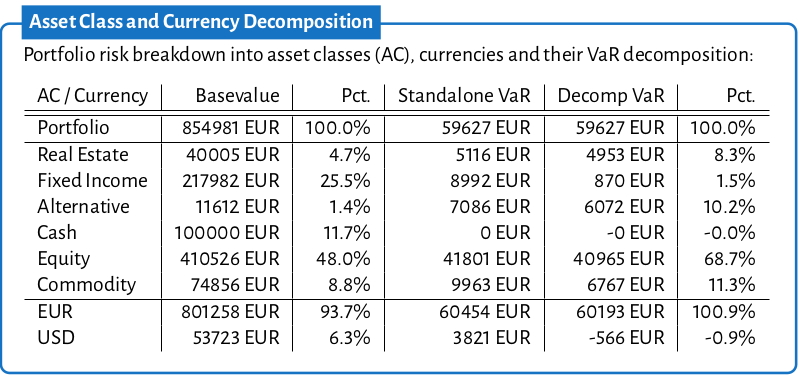 Asset Class and Currency Decomposition
Portfolio risk breakdown into asset classes (AC), currencies and their VaR decomposition:
AC / Currency Basevalue Pct. Standalone VaR Decomp VaR Pct.
Portfolio 854981 EUR 100.0% 59627 EUR 59627 EUR 100.0%
Real Estate 40005 EUR 4.7% 5116 EUR 4953 EUR 8.3%
Fixed Income 217982 EUR 25.5% 8992 EUR 870 EUR 1.5%
Alternative 11612 EUR 1.4% 7086 EUR 6072 EUR 10.2%
Cash 100000 EUR 11.7% 0 EUR -0 EUR -0.0%
Equity 410526 EUR 48.0% 41801 EUR 40965 EUR 68.7%
Commodity 74856 EUR 8.8% 9963 EUR 6767 EUR 11.3%
EUR 801258 EUR 93.7% 60454 EUR 60193 EUR 100.9%
USD 53723 EUR 6.3% 3821 EUR -566 EUR -0.9%